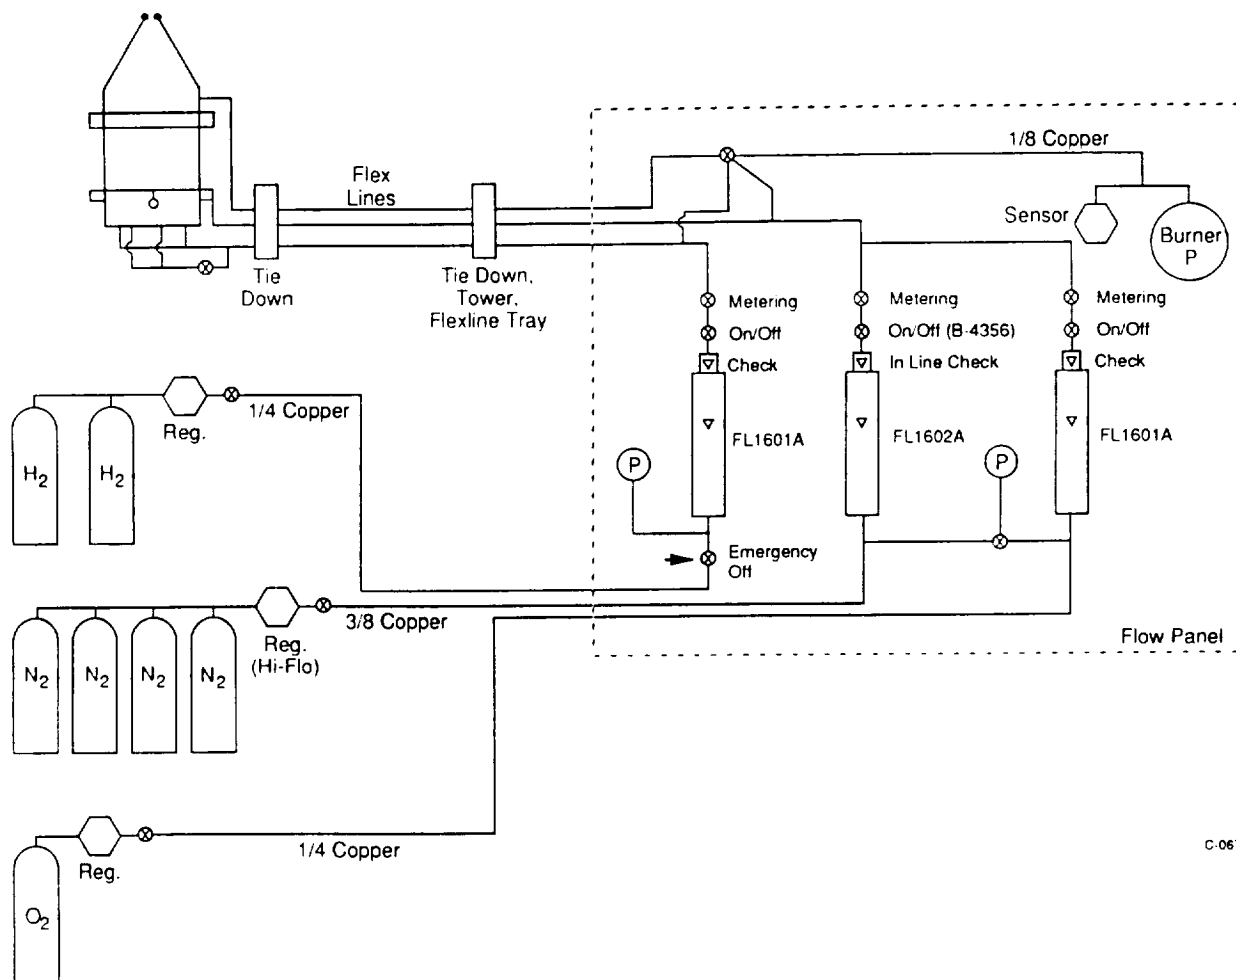 1/8 Copper
Flex
Lines
Sensor
Burner
P
Tie
Down
Tie Down,
Tower,
Flexline Tray
Metering
Metering
Metering
On/Off
On/Off (B-4356)
On/Off
Check
In Line Check
Check
Reg.
1/4 Copper
FL1601A
FL1602A
FL1601A
P
P
H2
H2
Emergency
Off
3/8 Copper
Reg.
(Hi-Flo)
Flow Panel
N2
N2
N2
N2
1/4 Copper
Reg.
O2